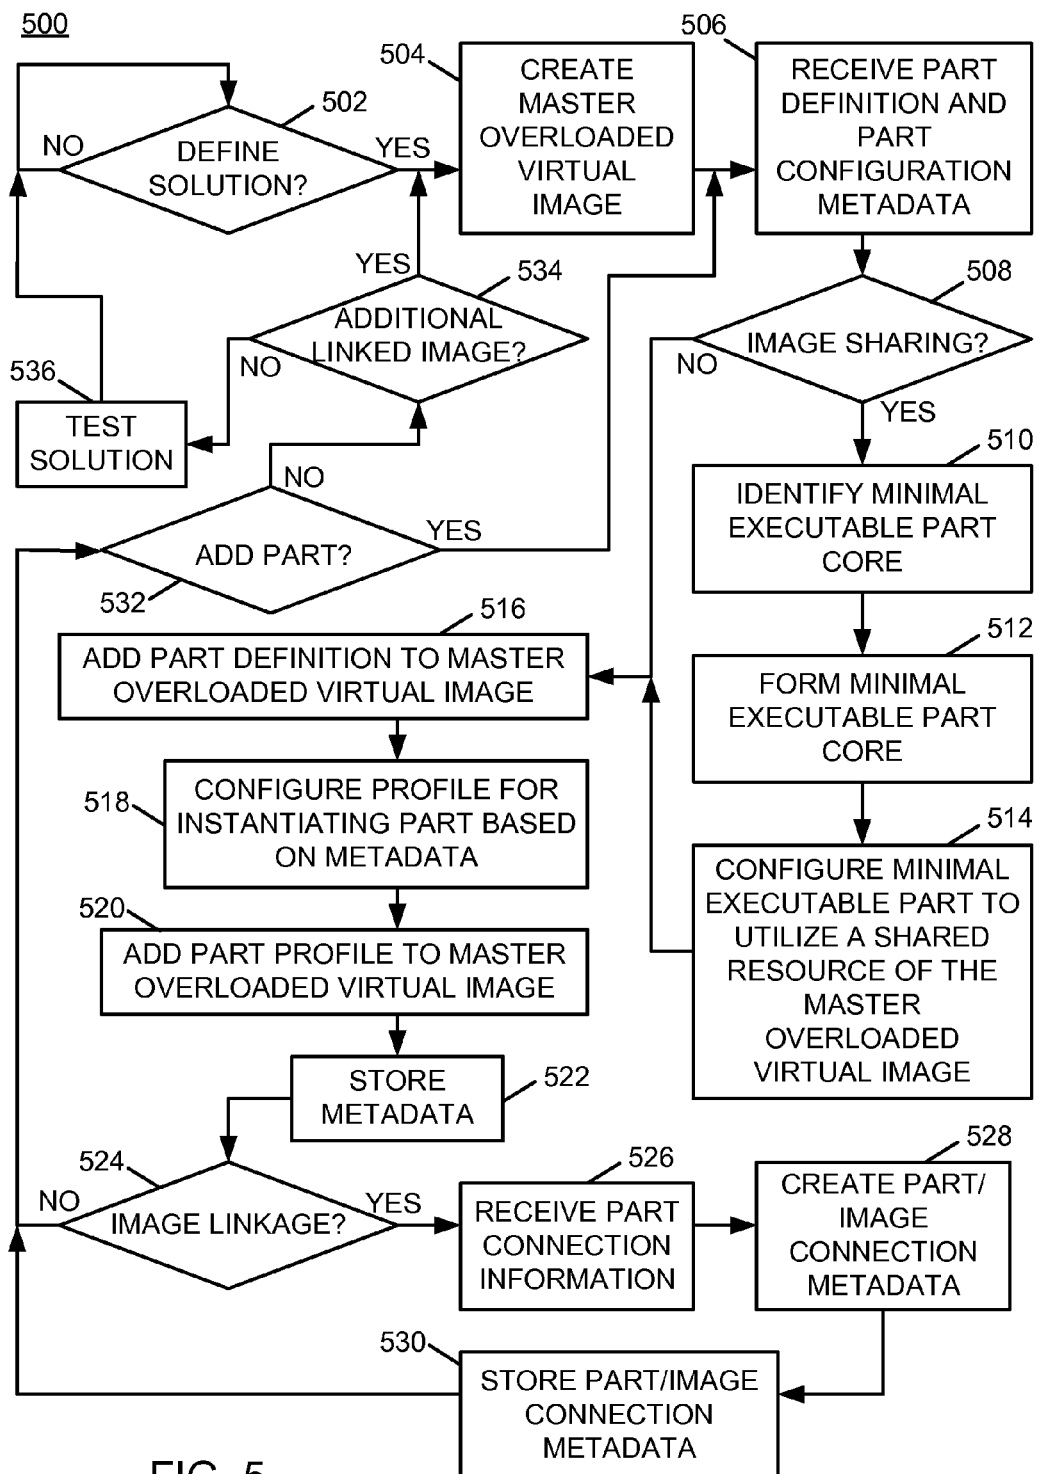 500
502
DEFINE
SOLUTION?
NO
YES
504
CREATE
MASTER
OVERLOADED
VIRTUAL
IMAGE
506
RECEIVE PART
DEFINITION AND
PART
CONFIGURATION
METADATA
508
IMAGE SHARING?
NO
YES
510
IDENTIFY MINIMAL
EXECUTABLE PART
CORE
512
FORM MINIMAL
EXECUTABLE PART
CORE
514
CONFIGURE MINIMAL
EXECUTABLE PART TO
UTILIZE A SHARED
RESOURCE OF THE
MASTER
OVERLOADED
VIRTUAL IMAGE
YES
534
ADDITIONAL
LINKED IMAGE?
NO
536
TEST
SOLUTION
NO
ADD PART?
YES
532
516
ADD PART DEFINITION TO MASTER
OVERLOADED VIRTUAL IMAGE
518
CONFIGURE PROFILE FOR
INSTANTIATING PART BASED
ON METADATA
520
ADD PART PROFILE TO MASTER
OVERLOADED VIRTUAL IMAGE
522
STORE
METADATA
524
NO
IMAGE LINKAGE?
YES
526
RECEIVE PART
CONNECTION
INFORMATION
528
CREATE PART/
IMAGE
CONNECTION
METADATA
530
STORE PART/IMAGE
CONNECTION
METADATA
FIG. 5